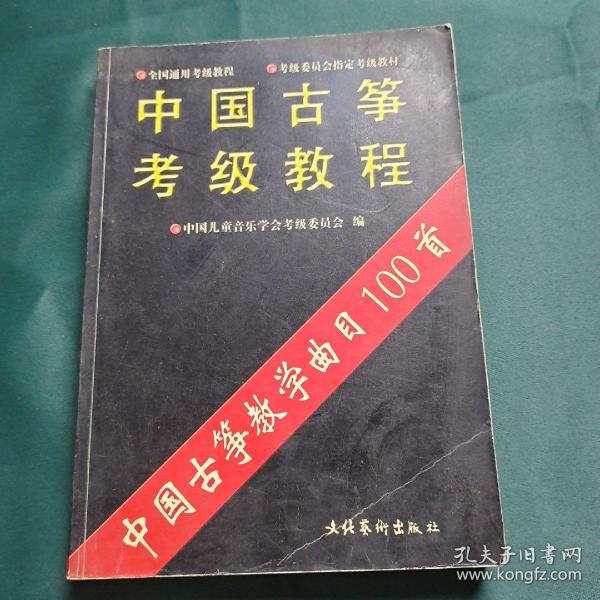 全国通用考级教程 考级委员会指定考级教材
中国古筝
考级教程
中国儿童音乐学会考级委员会 编
中国古筝教学曲目100首
文化藝術出版社
孔夫子旧书网
www.kongfz.com